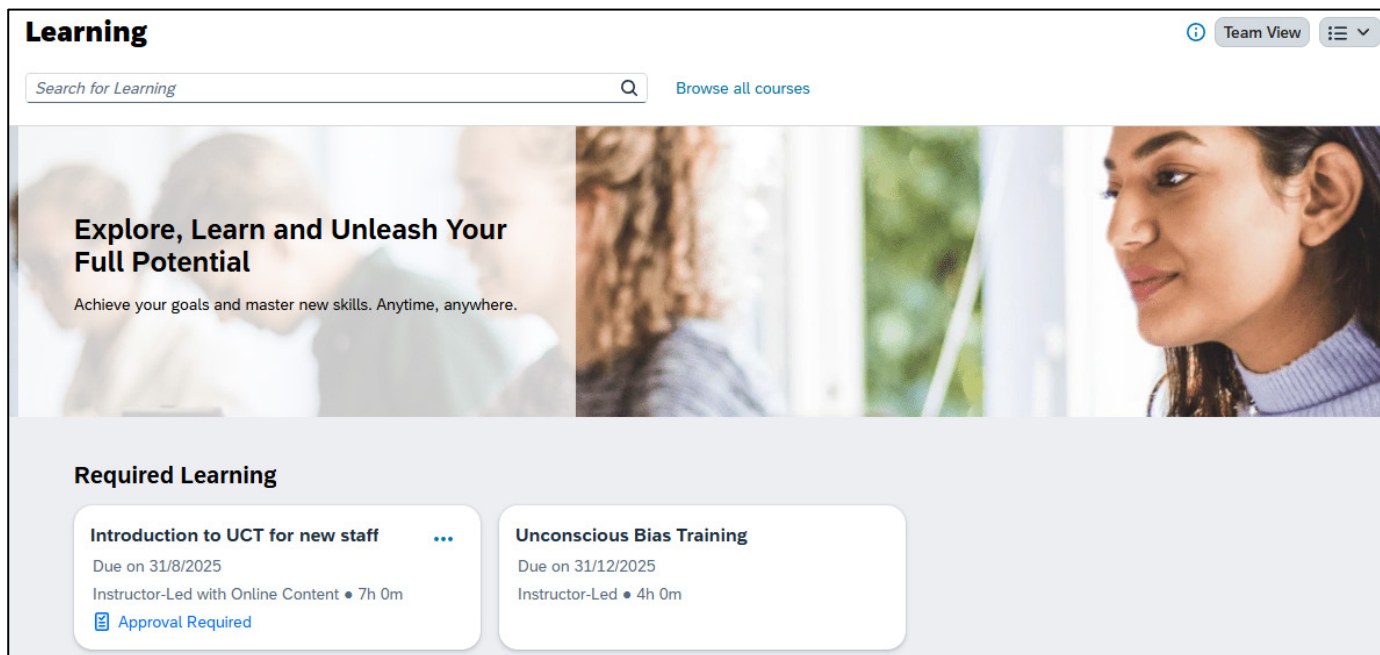 Learning
Team View
Search for Learning
Browse all courses
Explore, Learn and Unleash Your
Full Potential
Achieve your goals and master new skills. Anytime, anywhere.
Required Learning
Introduction to UCT for new staff
Due on 31/8/2025
Instructor-Led with Online Content ● 7h 0m
Approval Required
Unconscious Bias Training
Due on 31/12/2025
Instructor-Led ● 4h 0m